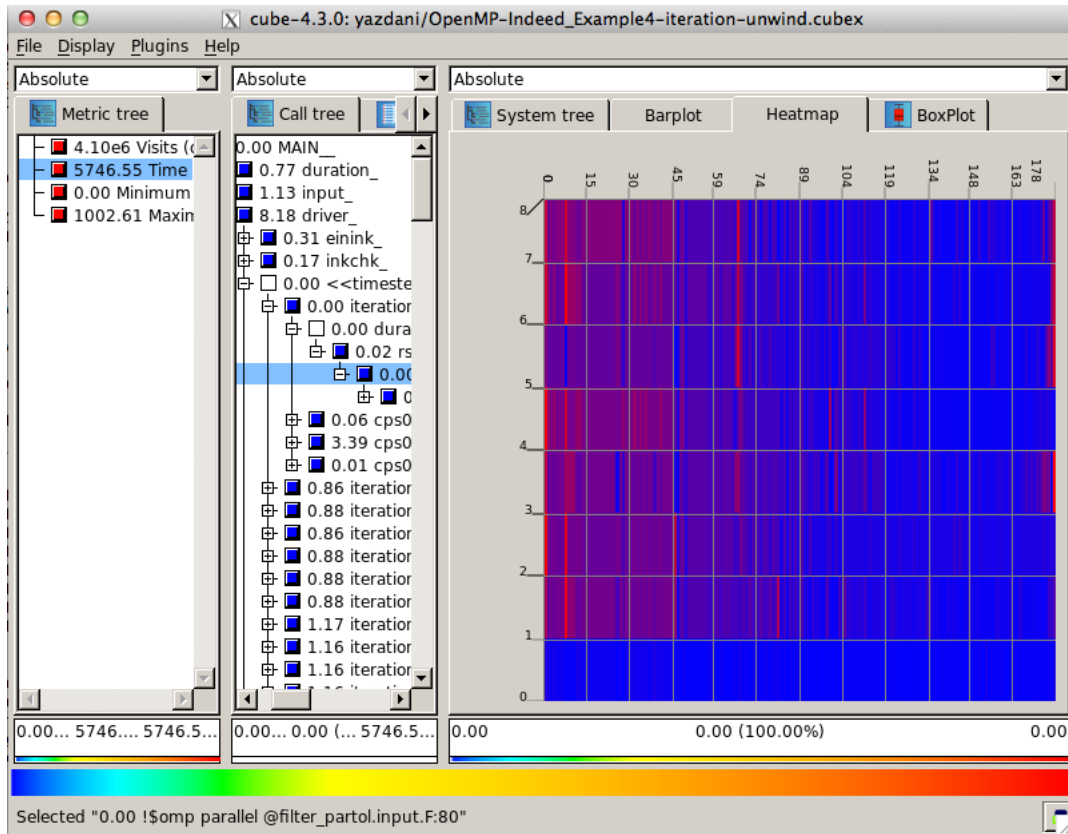 X cube-4.3.0: yazdani/OpenMP-Indeed_Example4-iteration-unwind.cubex
File Display Plugins Help
Absolute
Absolute
Absolute
Metric tree
Call tree
System tree
Barplot
Heatmap
BoxPlot
4.10e6 Visits (
5746.55 Time
0.00 Minimum
1002.61 Maxim
0.00 MAIN__
0.77 duration_
1.13 input_
8.18 driver_
0.31 einink_
0.17 inkchk_
0.00 <<timeste
0.00 iteration
0.00 dura
0.02 rs
0.00
0
0.06 cps0
3.39 cps0
0.01 cps0
0.86 iteration
0.88 iteration
0.86 iteration
0.88 iteration
0.88 iteration
0.88 iteration
1.17 iteration
1.16 iteration
1.16 iteration
0 15 30 45 59 74 89 104 119 134 148 163 178
8
7
6
5
4
3
2
1
0
0.00... 5746.... 5746.5...
0.00... 0.00 (... 5746.5...
0.00 0.00 (100.00%) 0.00
Selected "0.00 !$omp parallel @filter_partol.input.F:80"